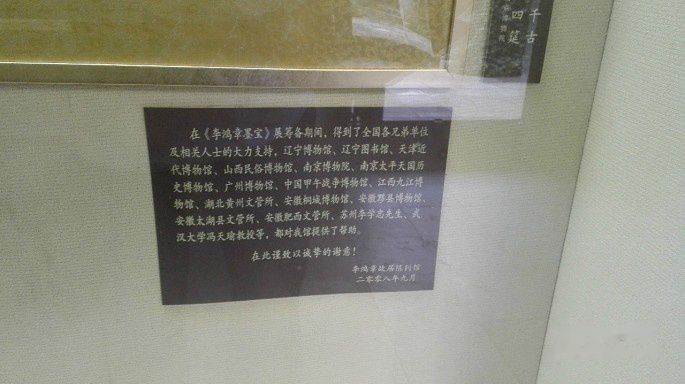 在《李鸿章墨宝》展筹备期间，得到了全国各兄弟单位
及相关人士的大力支持，辽宁博物馆、辽宁图书馆、天津近
代博物馆、山西民俗博物馆、南京博物院、南京太平天国历
史博物馆、广州博物馆、中国甲午战争博物馆、江西九江博
物馆、湖北黄州文管所、安徽桐城博物馆、安徽黟县博物馆、
安徽太湖县文管所、安徽肥西文管所、苏州李学忠先生、武
汉大学冯天瑜教授等，都对我馆提供了帮助。
在此谨致以诚挚的谢意！
李鸿章故居陈列馆
二零零八年九月
千古
四筵